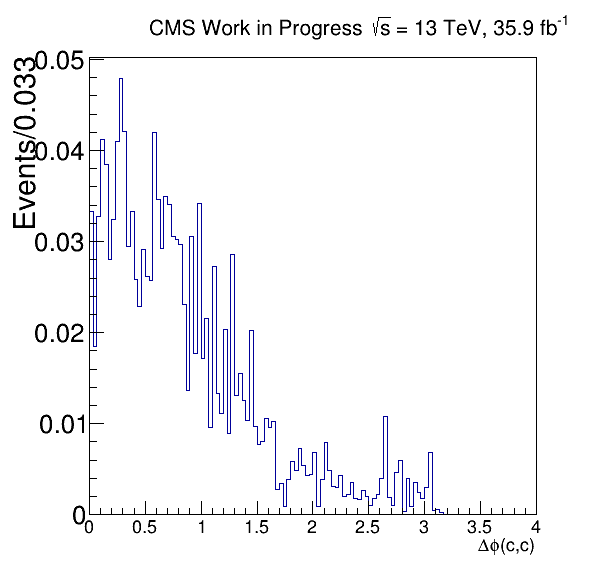 CMS Work in Progress √s = 13 TeV, 35.9 fb⁻¹
Events/0.033
0.05
0.04
0.03
0.02
0.01
0
0 0.5 1 1.5 2 2.5 3 3.5 4
Δϕ(c,c)